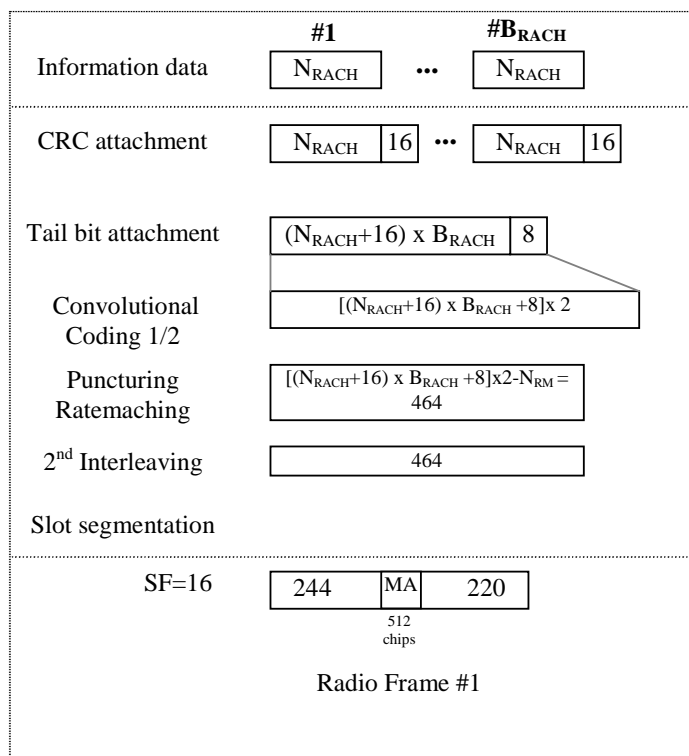 #1 #B_RACH
Information data N_RACH ••• N_RACH
CRC attachment N_RACH 16 ••• N_RACH 16
Tail bit attachment (N_RACH+16) x B_RACH 8
Convolutional
Coding 1/2
[(N_RACH+16) x B_RACH +8]x 2
Puncturing
Ratemaching
[(N_RACH+16) x B_RACH +8]x2-N_RM =
464
2nd Interleaving 464
Slot segmentation
SF=16 244 MA 220
512
chips
Radio Frame #1